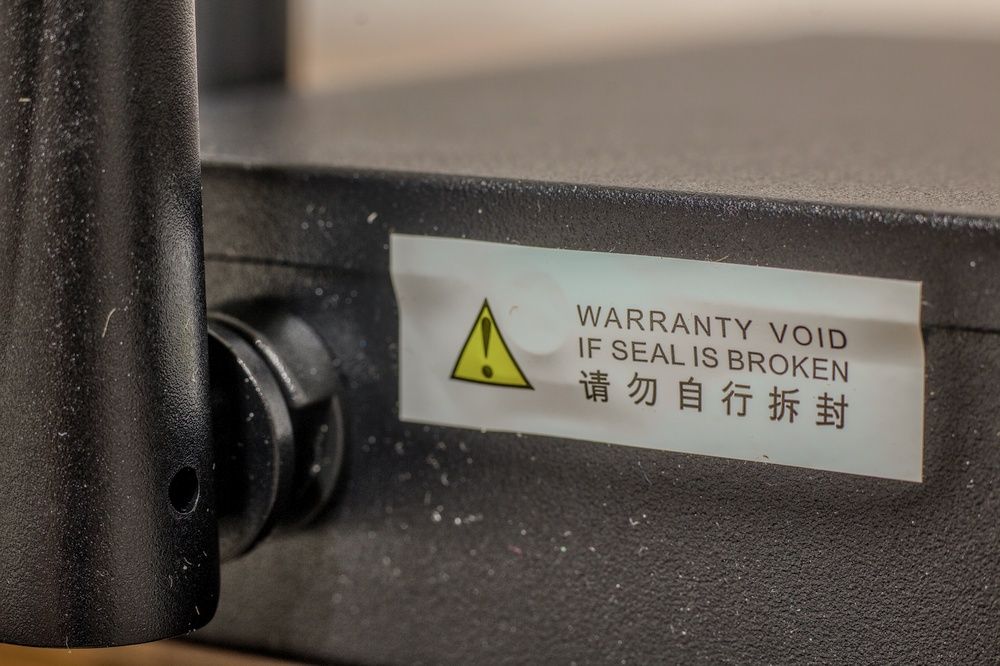 WARRANTY VOID
IF SEAL IS BROKEN
请勿自行拆封